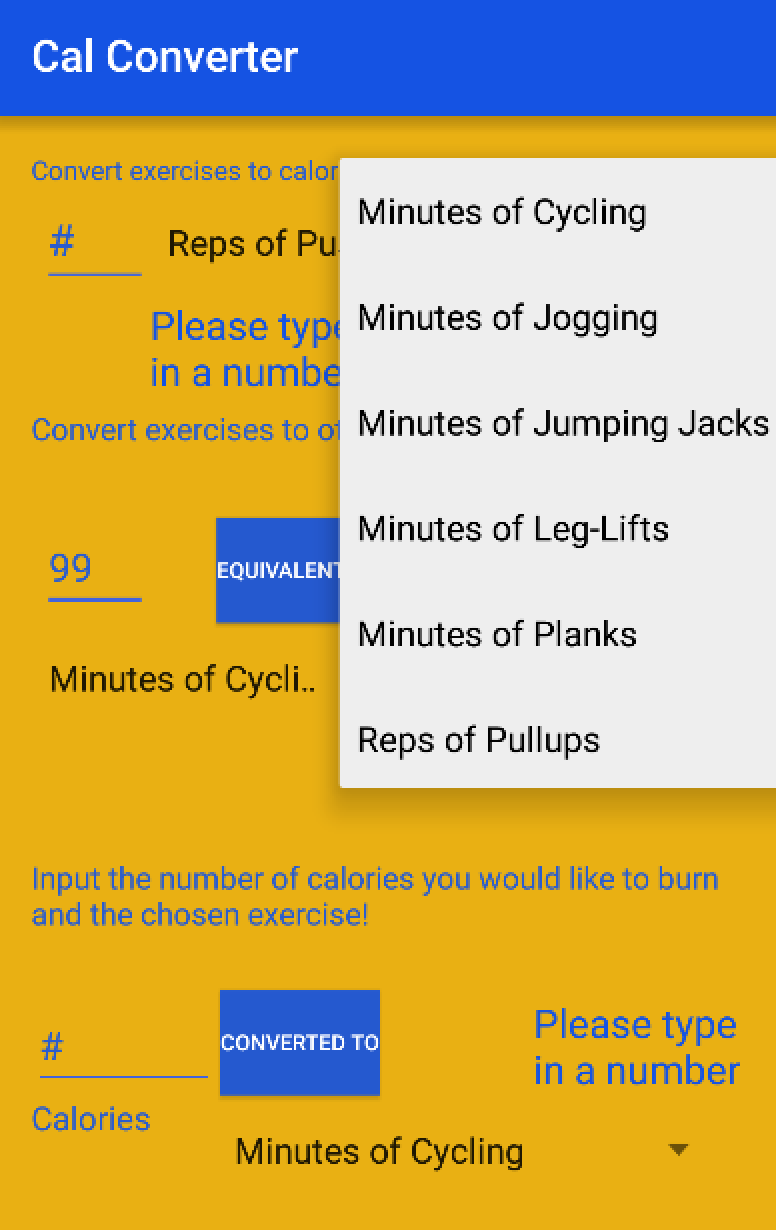 Cal Converter
Convert exercises to calor
#
Reps of Pu
Please type
in a numbe
Convert exercises to of
99
EQUIVALENT
Minutes of Cycli..
Minutes of Cycling
Minutes of Jogging
Minutes of Jumping Jacks
Minutes of Leg-Lifts
Minutes of Planks
Reps of Pullups
Input the number of calories you would like to burn
and the chosen exercise!
#
CONVERTED TO
Please type
in a number
Calories
Minutes of Cycling